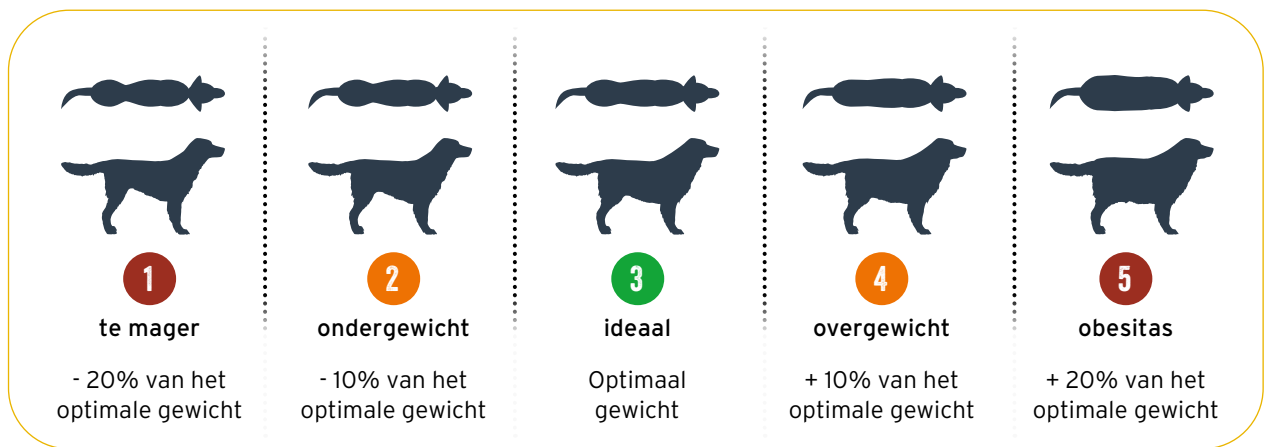 1
te mager
- 20% van het
optimale gewicht
2
ondergewicht
- 10% van het
optimale gewicht
3
ideaal
Optimaal
gewicht
4
overgewicht
+ 10% van het
optimale gewicht
5
obesitas
+ 20% van het
optimale gewicht